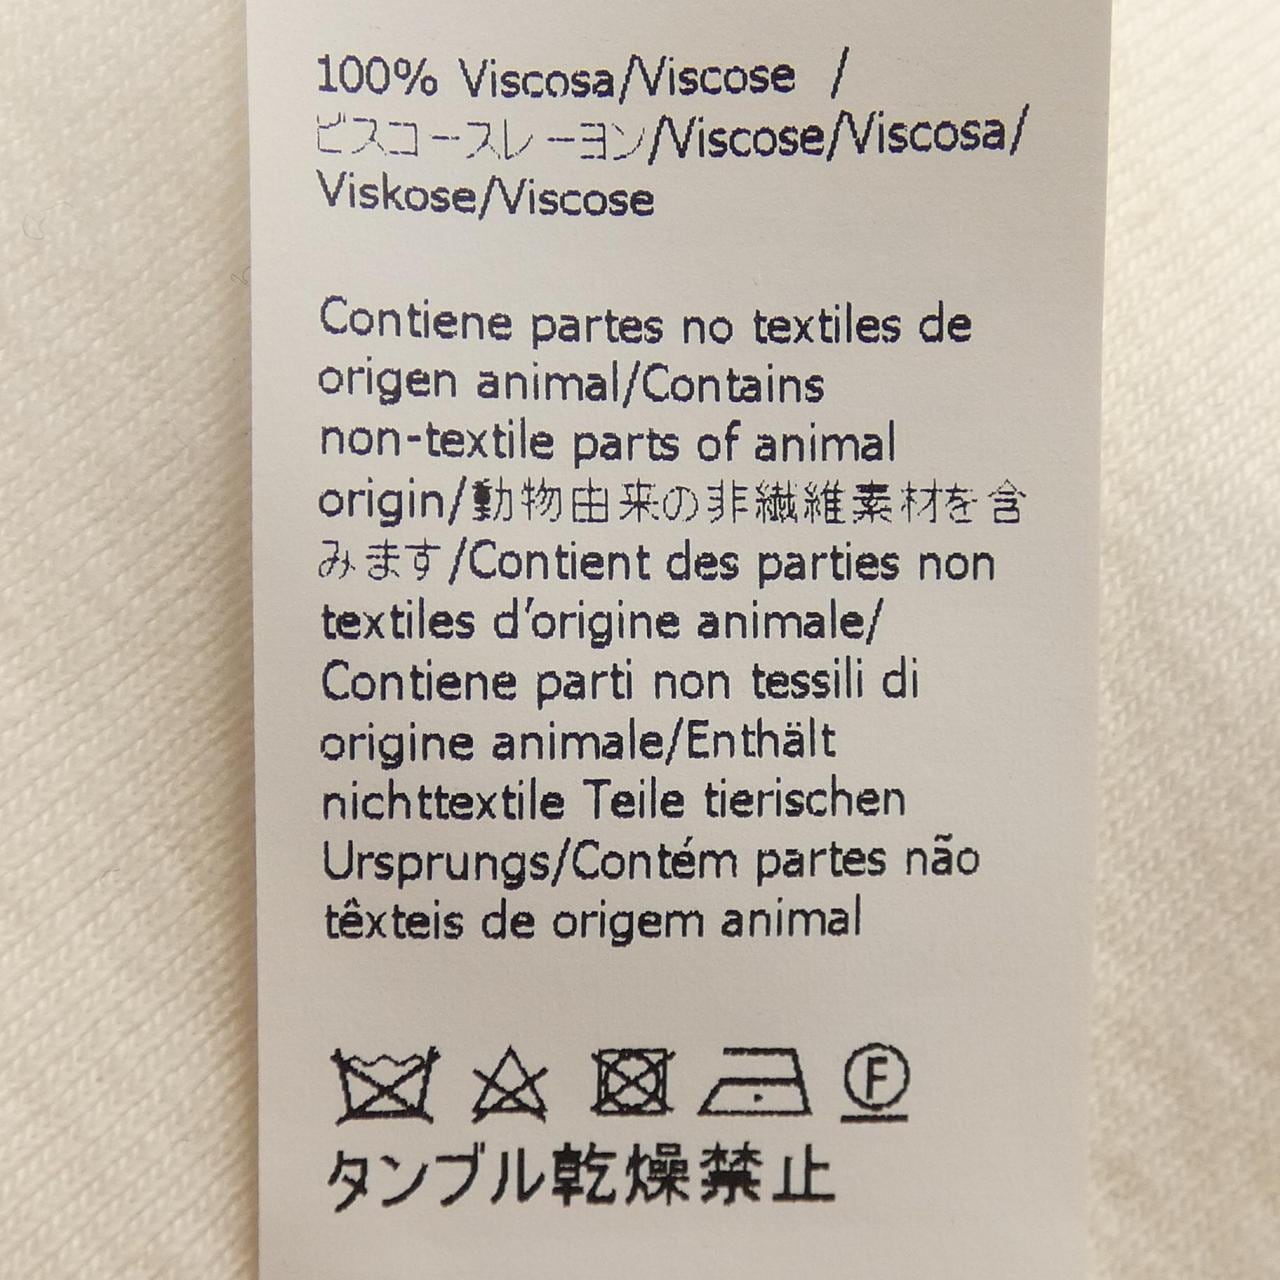 100% Viscosa/Viscose /
ビスコースレーヨン/Viscose/Viscosa/
Viskose/Viscose
Contiene partes no textiles de
origen animal/Contains
non-textile parts of animal
origin/動物由来の非繊維素材を含
みます/Contient des parties non
textiles d’origine animale/
Contiene parti non tessili di
origine animale/Enthält
nichttextile Teile tierischen
Ursprungs/Contém partes não
têxteis de origem animal
F
タンブル乾燥禁止